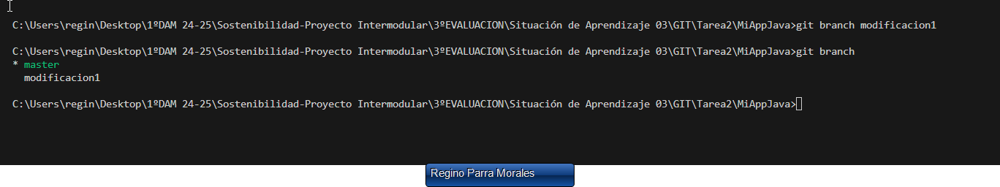 C:\Users\regin\Desktop\1ºDAM 24-25\Sostenibilidad-Proyecto Intermodular\3ºEVALUACION\Situación de Aprendizaje 03\GIT\Tarea2\MiAppJava>git branch modificacion1
C:\Users\regin\Desktop\1ºDAM 24-25\Sostenibilidad-Proyecto Intermodular\3ºEVALUACION\Situación de Aprendizaje 03\GIT\Tarea2\MiAppJava>git branch
* master
  modificacion1
C:\Users\regin\Desktop\1ºDAM 24-25\Sostenibilidad-Proyecto Intermodular\3ºEVALUACION\Situación de Aprendizaje 03\GIT\Tarea2\MiAppJava>
Regino Parra Morales